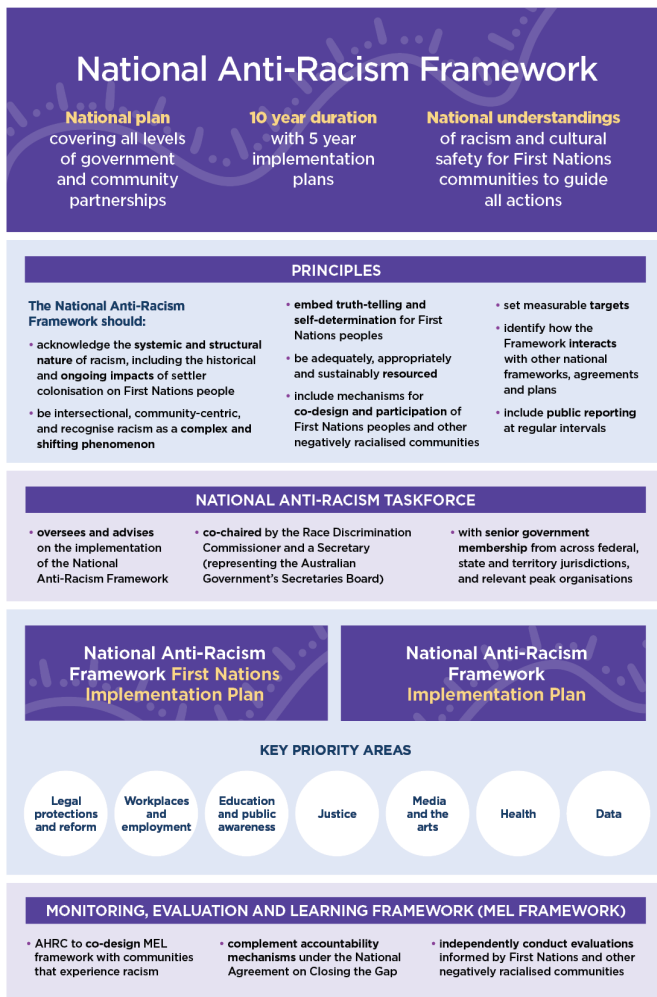 National Anti-Racism Framework
National plan
covering all levels
of government
and community
partnerships
10 year duration
with 5 year
implementation
plans
National understandings
of racism and cultural
safety for First Nations
communities to guide
all actions
PRINCIPLES
The National Anti-Racism
Framework should:
• acknowledge the systemic and structural
nature of racism, including the historical
and ongoing impacts of settler
colonisation on First Nations people
• be intersectional, community-centric,
and recognise racism as a complex and
shifting phenomenon
• embed truth-telling and
self-determination for First
Nations peoples
• be adequately, appropriately
and sustainably resourced
• include mechanisms for
co-design and participation of
First Nations peoples and other
negatively racialised communities
• set measurable targets
• identify how the
Framework interacts
with other national
frameworks, agreements
and plans
• include public reporting
at regular intervals
NATIONAL ANTI-RACISM TASKFORCE
• oversees and advises
on the implementation
of the National
Anti-Racism Framework
• co-chaired by the Race Discrimination
Commissioner and a Secretary
(representing the Australian
Government's Secretaries Board)
• with senior government
membership from across federal,
state and territory jurisdictions,
and relevant peak organisations
National Anti-Racism
Framework First Nations
Implementation Plan
National Anti-Racism
Framework
Implementation Plan
KEY PRIORITY AREAS
Legal
protections
and reform
Workplaces
and
employment
Education
and public
awareness
Justice
Media
and the
arts
Health
Data
MONITORING, EVALUATION AND LEARNING FRAMEWORK (MEL FRAMEWORK)
• AHRC to co-design MEL
framework with communities
that experience racism
• complement accountability
mechanisms under the National
Agreement on Closing the Gap
• independently conduct evaluations
informed by First Nations and other
negatively racialised communities